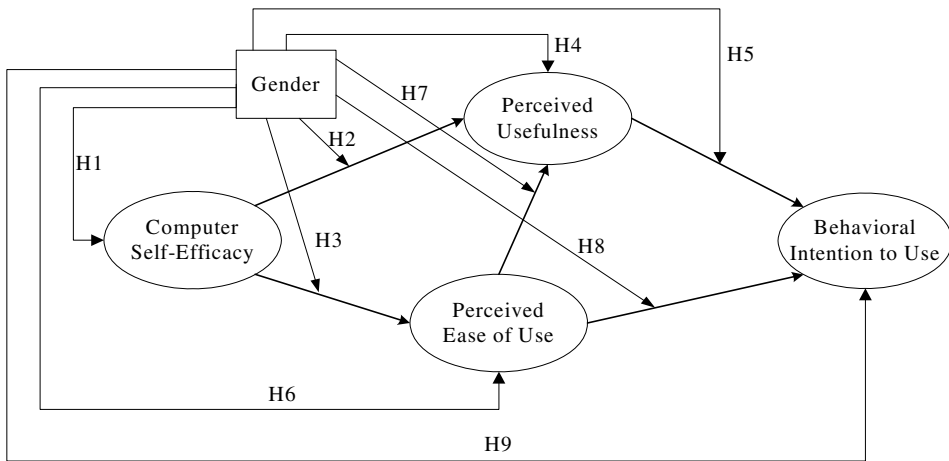 H5
H4
Gender
H7
Perceived
Usefulness
H2
H1
Computer
Self-Efficacy
H3
H8
Behavioral
Intention to Use
Perceived
Ease of Use
H6
H9